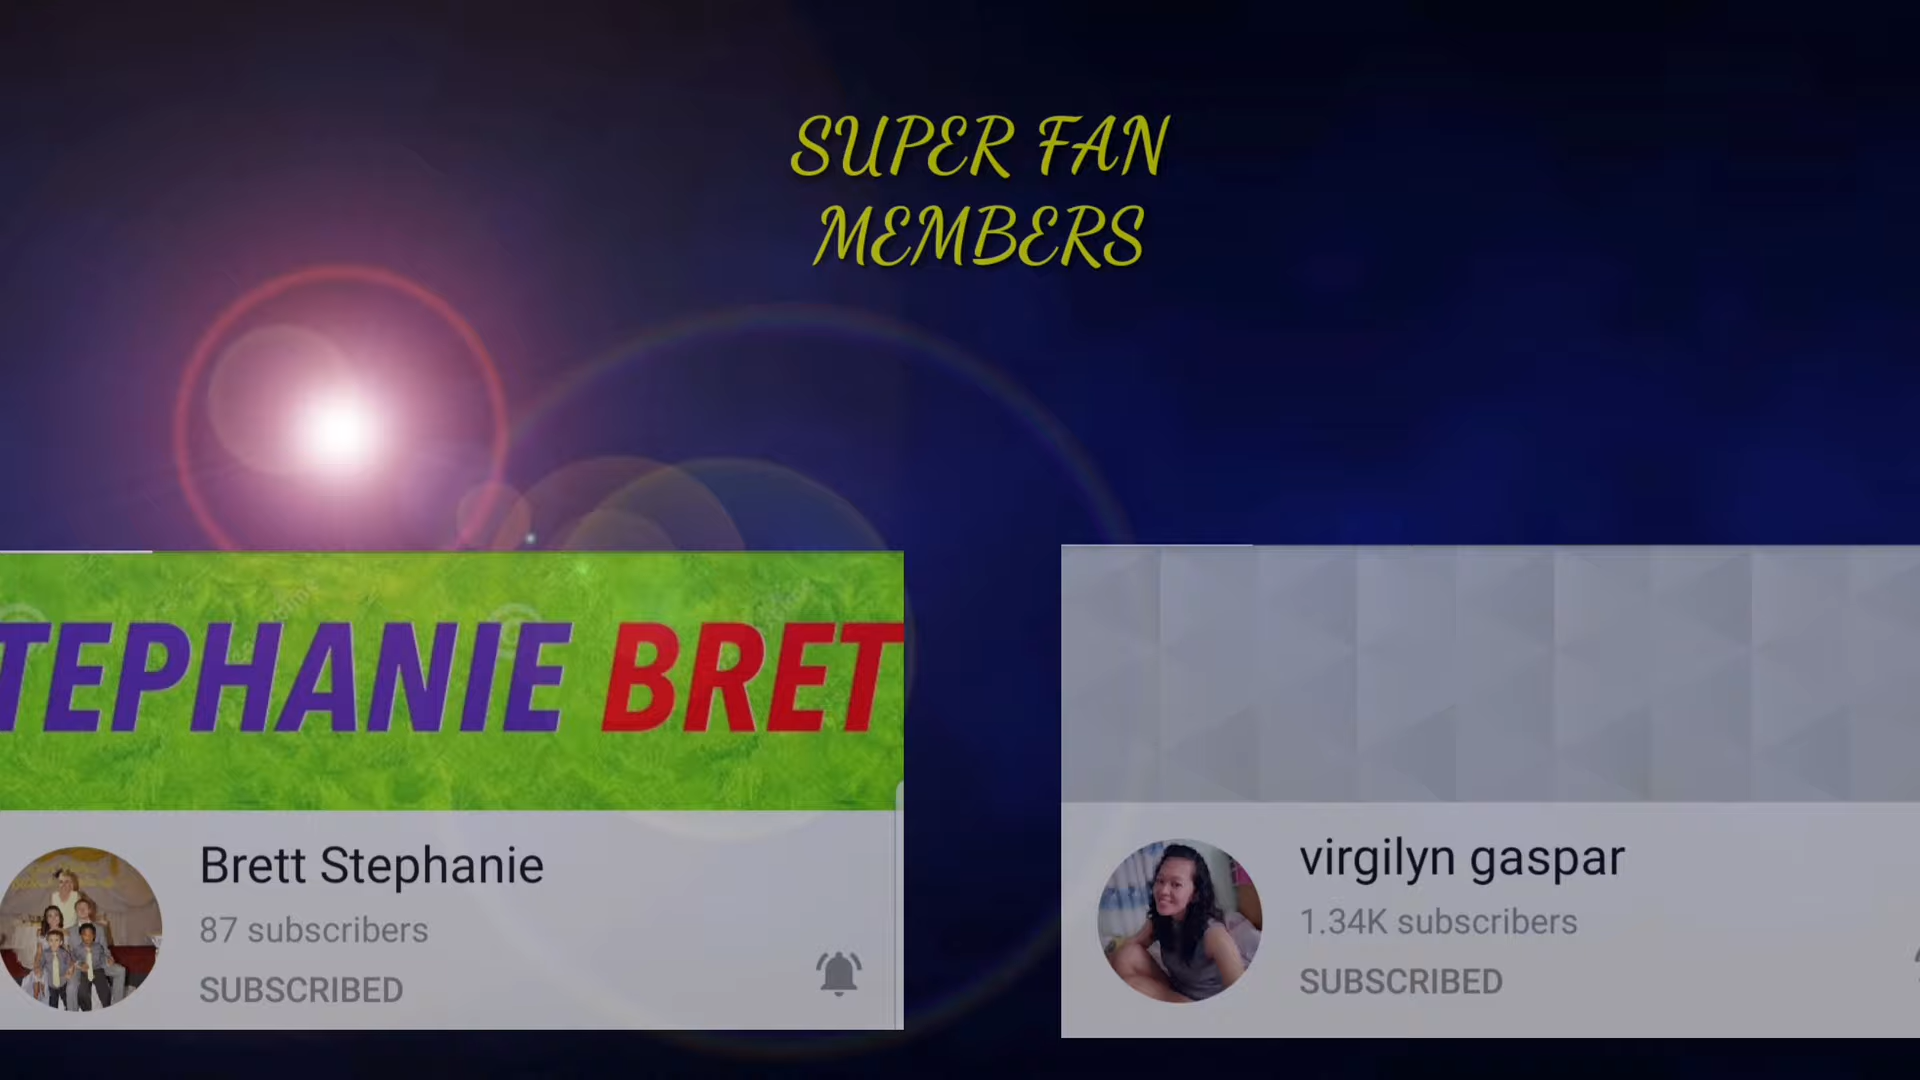 SUPER FAN
MEMBERS
TEPHANIE BRET
Brett Stephanie
87 subscribers
SUBSCRIBED
virgilyn gaspar
1.34K subscribers
SUBSCRIBED